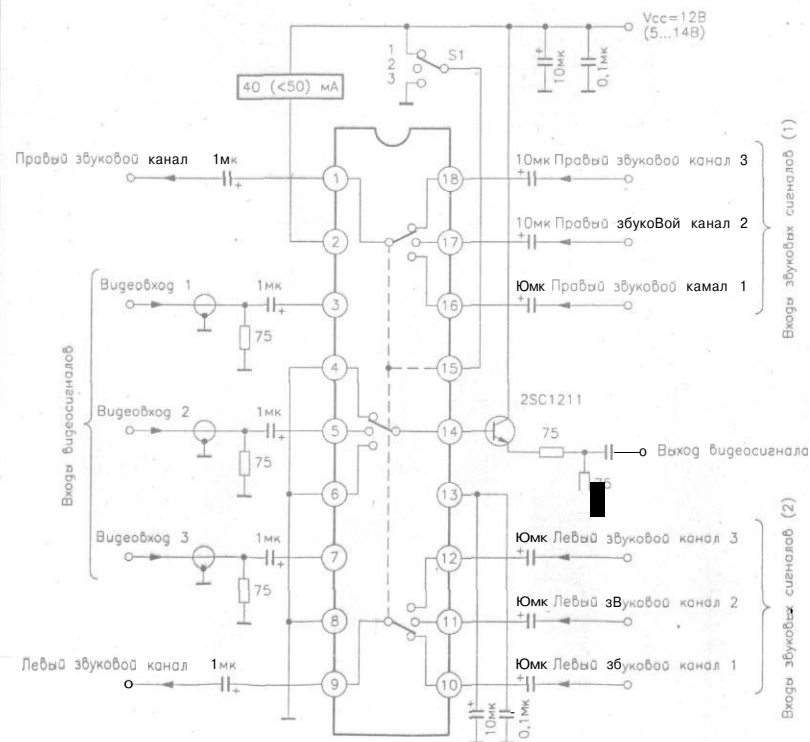 Vcc=12В
(5...14В)
1
2
3
S1
10мк
0,1мк
40 (<50) мА
Правый звуковой канал 1мк
1
18
10мк Правый звуковой канал 3
2
17
10мк Правый збукоВой канал 2
Видеовход 1
1мк
3
16
Юмк Правый звуковой камал 1
75
4
15
2SC1211
Видеовход 2
1мк
5
14
75
Выход видеосигнала
75
75
6
13
Видеовход 3
1мк
7
12
Юмк Левый звуковой канал 3
75
8
11
Юмк Левый зВуковой канал 2
Левый звуковой канал 1мк
9
10
Юмк Левый збуковой канал 1
10мк
0,1мк
Входы видеосигналов
Входы звуковых сигналов (1)
Входы звуковых сигналов (2)